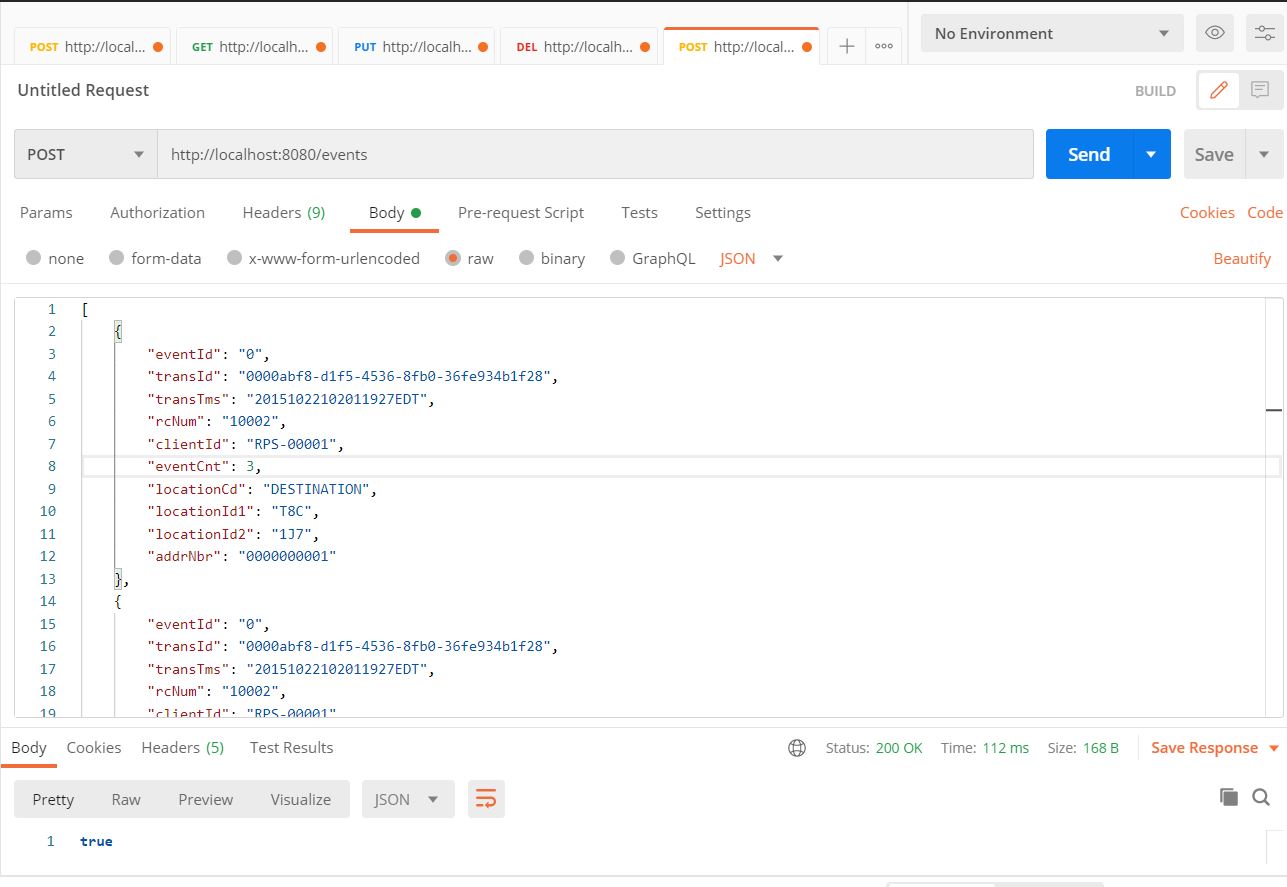 POST http://local... GET http://localh... PUT http://localh... DEL http://localh... POST http://local... No Environment
Untitled Request BUILD
POST http://localhost:8080/events Send Save
Params Authorization Headers (9) Body Pre-request Script Tests Settings Cookies Code
none form-data x-www-form-urlencoded raw binary GraphQL JSON Beautify
1 [
2 {
3 "eventId": "0",
4 "transId": "0000abf8-d1f5-4536-8fb0-36fe934b1f28",
5 "transTms": "20151022102011927EDT",
6 "rcNum": "10002",
7 "clientId": "RPS-00001",
8 "eventCnt": 3,
9 "locationCd": "DESTINATION",
10 "locationId1": "T8C",
11 "locationId2": "1J7",
12 "addrNbr": "0000000001"
13 },
14 {
15 "eventId": "0",
16 "transId": "0000abf8-d1f5-4536-8fb0-36fe934b1f28",
17 "transTms": "20151022102011927EDT",
18 "rcNum": "10002",
19 "clientId": "RPS-00001"
Body Cookies Headers (5) Test Results Status: 200 OK Time: 112 ms Size: 168 B Save Response
Pretty Raw Preview Visualize JSON
1 true